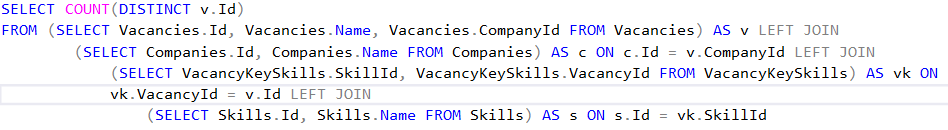 SELECT COUNT(DISTINCT v.Id)
FROM (SELECT Vacancies.Id, Vacancies.Name, Vacancies.CompanyId FROM Vacancies) AS v LEFT JOIN
(SELECT Companies.Id, Companies.Name FROM Companies) AS c ON c.Id = v.CompanyId LEFT JOIN
(SELECT VacancyKeySkills.SkillId, VacancyKeySkills.VacancyId FROM VacancyKeySkills) AS vk ON
vk.VacancyId = v.Id LEFT JOIN
(SELECT Skills.Id, Skills.Name FROM Skills) AS s ON s.Id = vk.SkillId